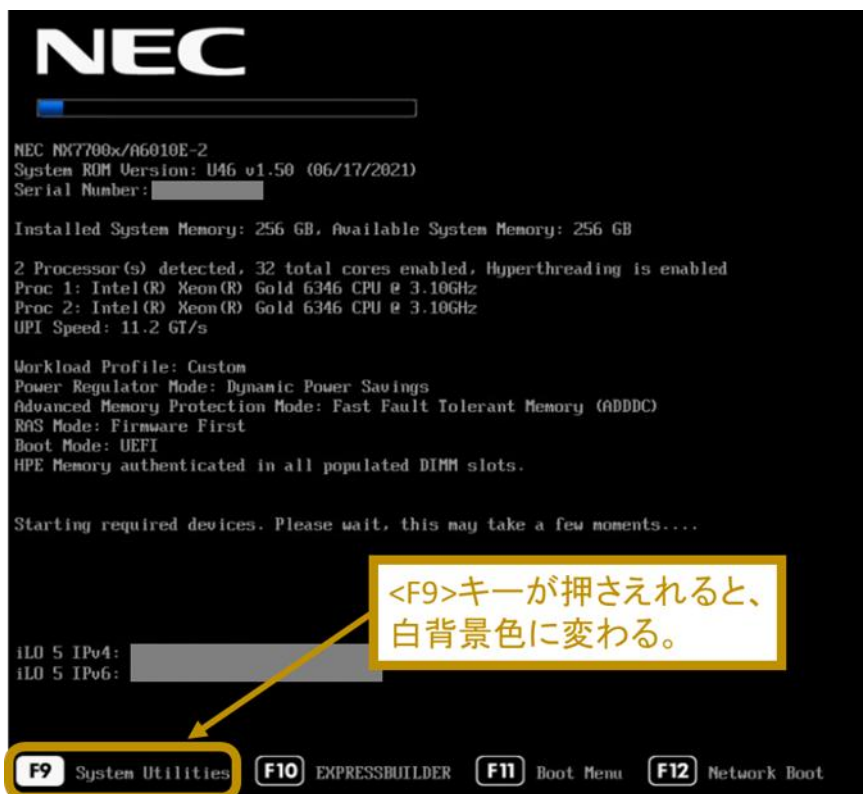 NEC
NEC NX7700x/A6010E-2
System ROM Version: U46 v1.50 (06/17/2021)
Serial Number:
Installed System Memory: 256 GB, Available System Memory: 256 GB
2 Processor(s) detected, 32 total cores enabled, Hyperthreading is enabled
Proc 1: Intel(R) Xeon(R) Gold 6346 CPU @ 3.10GHz
Proc 2: Intel(R) Xeon(R) Gold 6346 CPU @ 3.10GHz
UPI Speed: 11.2 GT/s
Workload Profile: Custom
Power Regulator Mode: Dynamic Power Savings
Advanced Memory Protection Mode: Fast Fault Tolerant Memory (ADDDC)
RAS Mode: Firmware First
Boot Mode: UEFI
HPE Memory authenticated in all populated DIMM slots.
Starting required devices. Please wait, this may take a few moments....
<F9>キーが押さえれると、
白背景色に変わる。
iLO 5 IPv4:
iLO 5 IPv6:
F9 System Utilities F10 EXPRESSBUILDER F11 Boot Menu F12 Network Boot